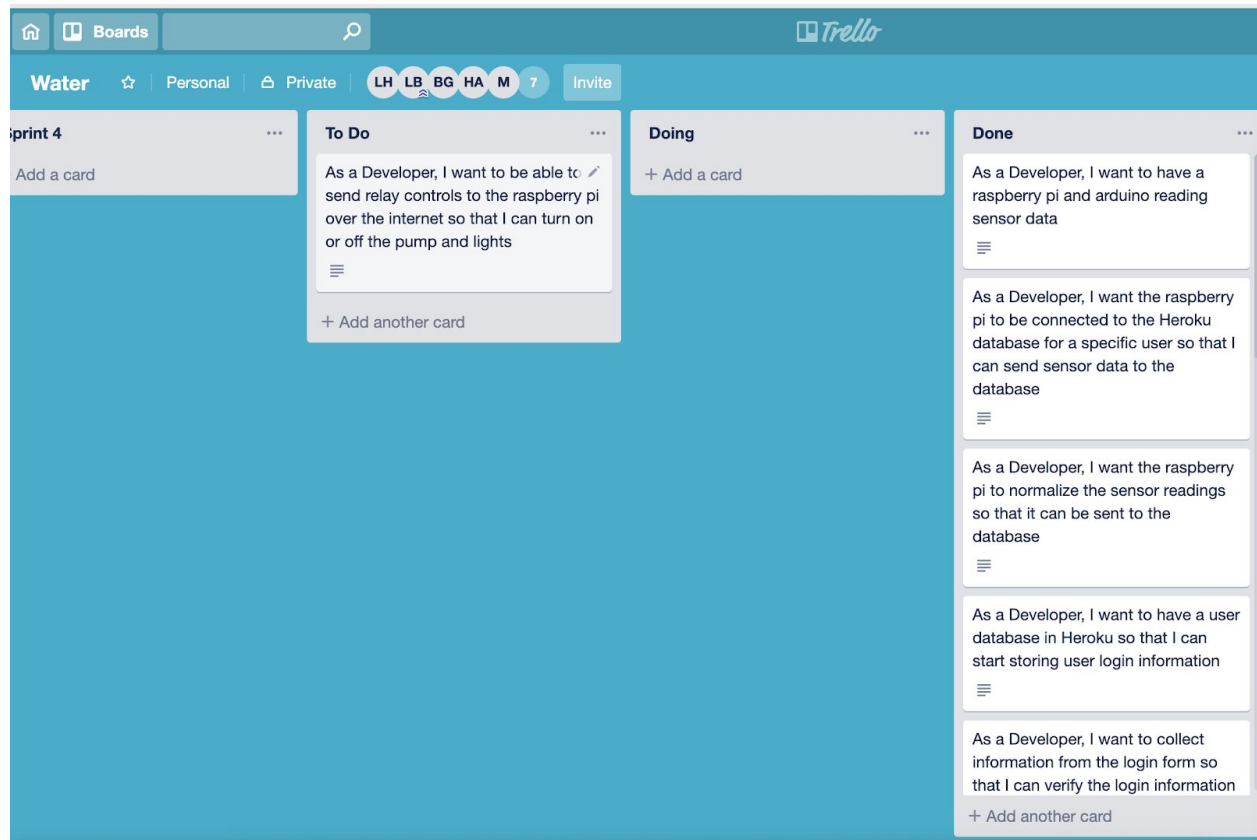 Boards
Trello
Water
Personal
Private
LH LB BG HA M 7
Invite
print 4
Add a card
To Do
As a Developer, I want to be able to
send relay controls to the raspberry pi
over the internet so that I can turn on
or off the pump and lights
+ Add another card
Doing
+ Add a card
Done
As a Developer, I want to have a
raspberry pi and arduino reading
sensor data
As a Developer, I want the raspberry
pi to be connected to the Heroku
database for a specific user so that I
can send sensor data to the
database
As a Developer, I want the raspberry
pi to normalize the sensor readings
so that it can be sent to the
database
As a Developer, I want to have a user
database in Heroku so that I can
start storing user login information
As a Developer, I want to collect
information from the login form so
that I can verify the login information
+ Add another card